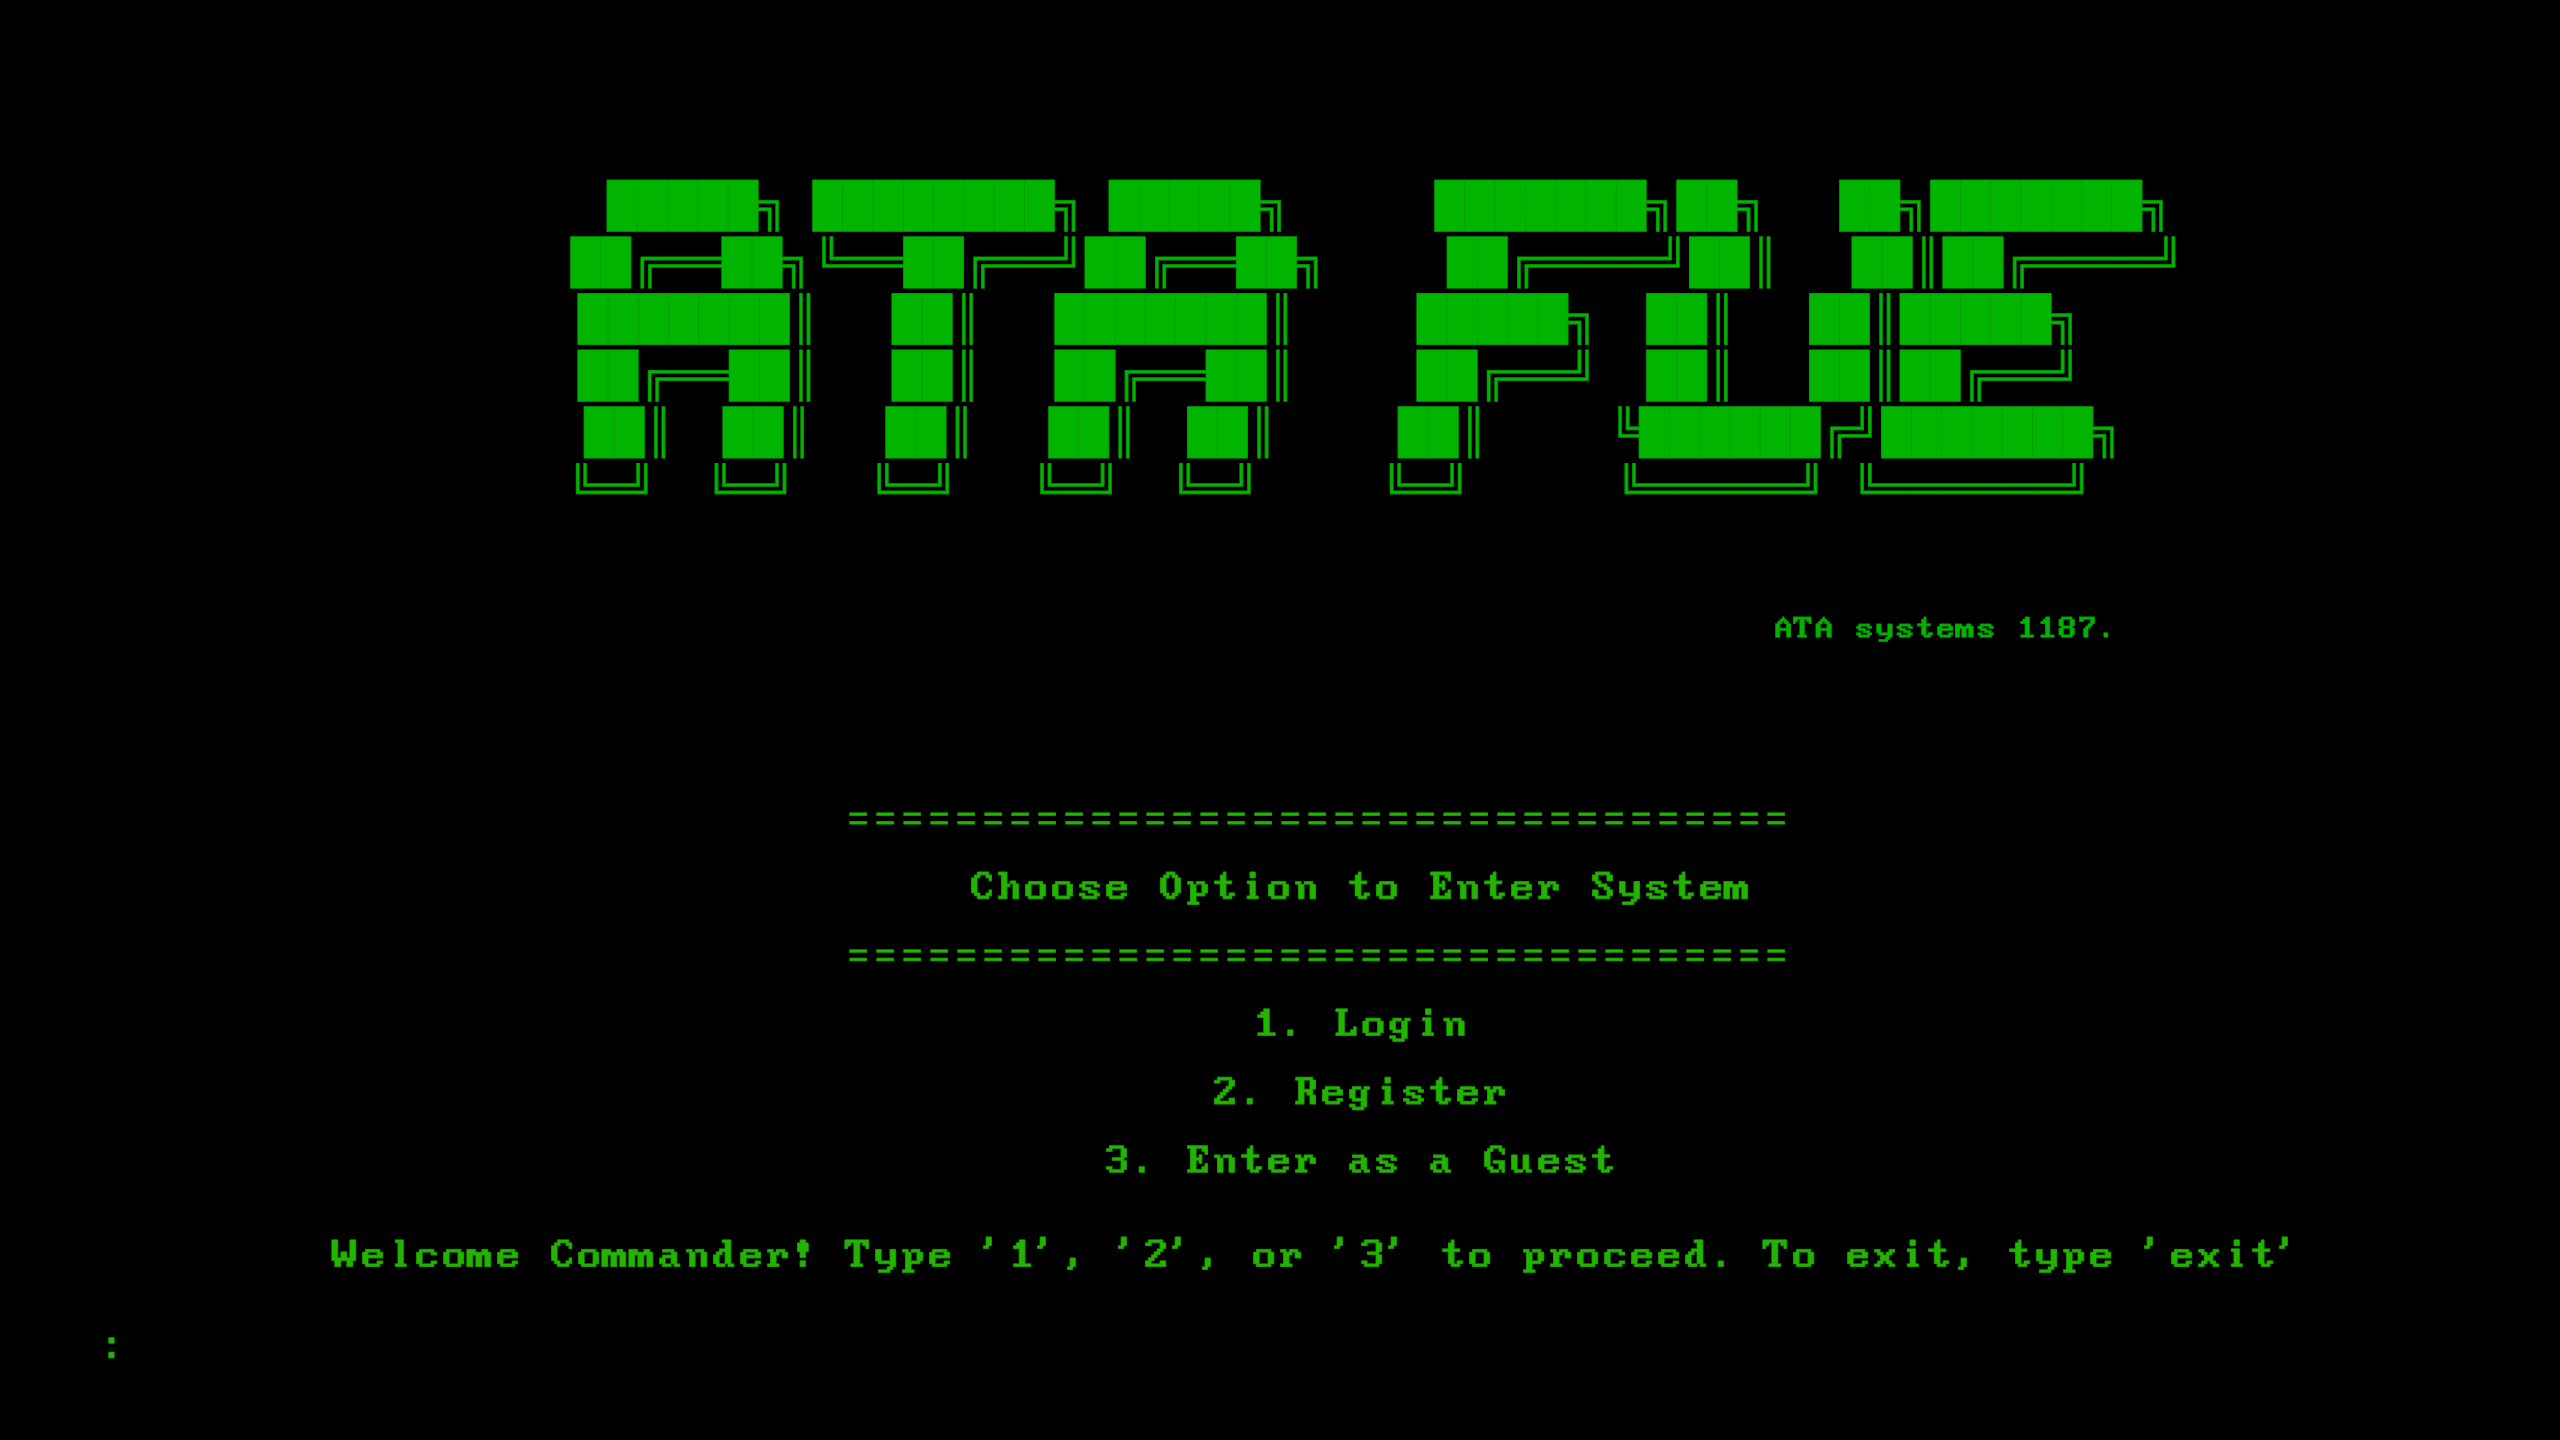 ATA FUE
ATA systems 1187.
==================================
Choose Option to Enter System
==================================
1. Login
2. Register
3. Enter as a Guest
Welcome Commander! Type '1', '2', or '3' to proceed. To exit, type 'exit'
: